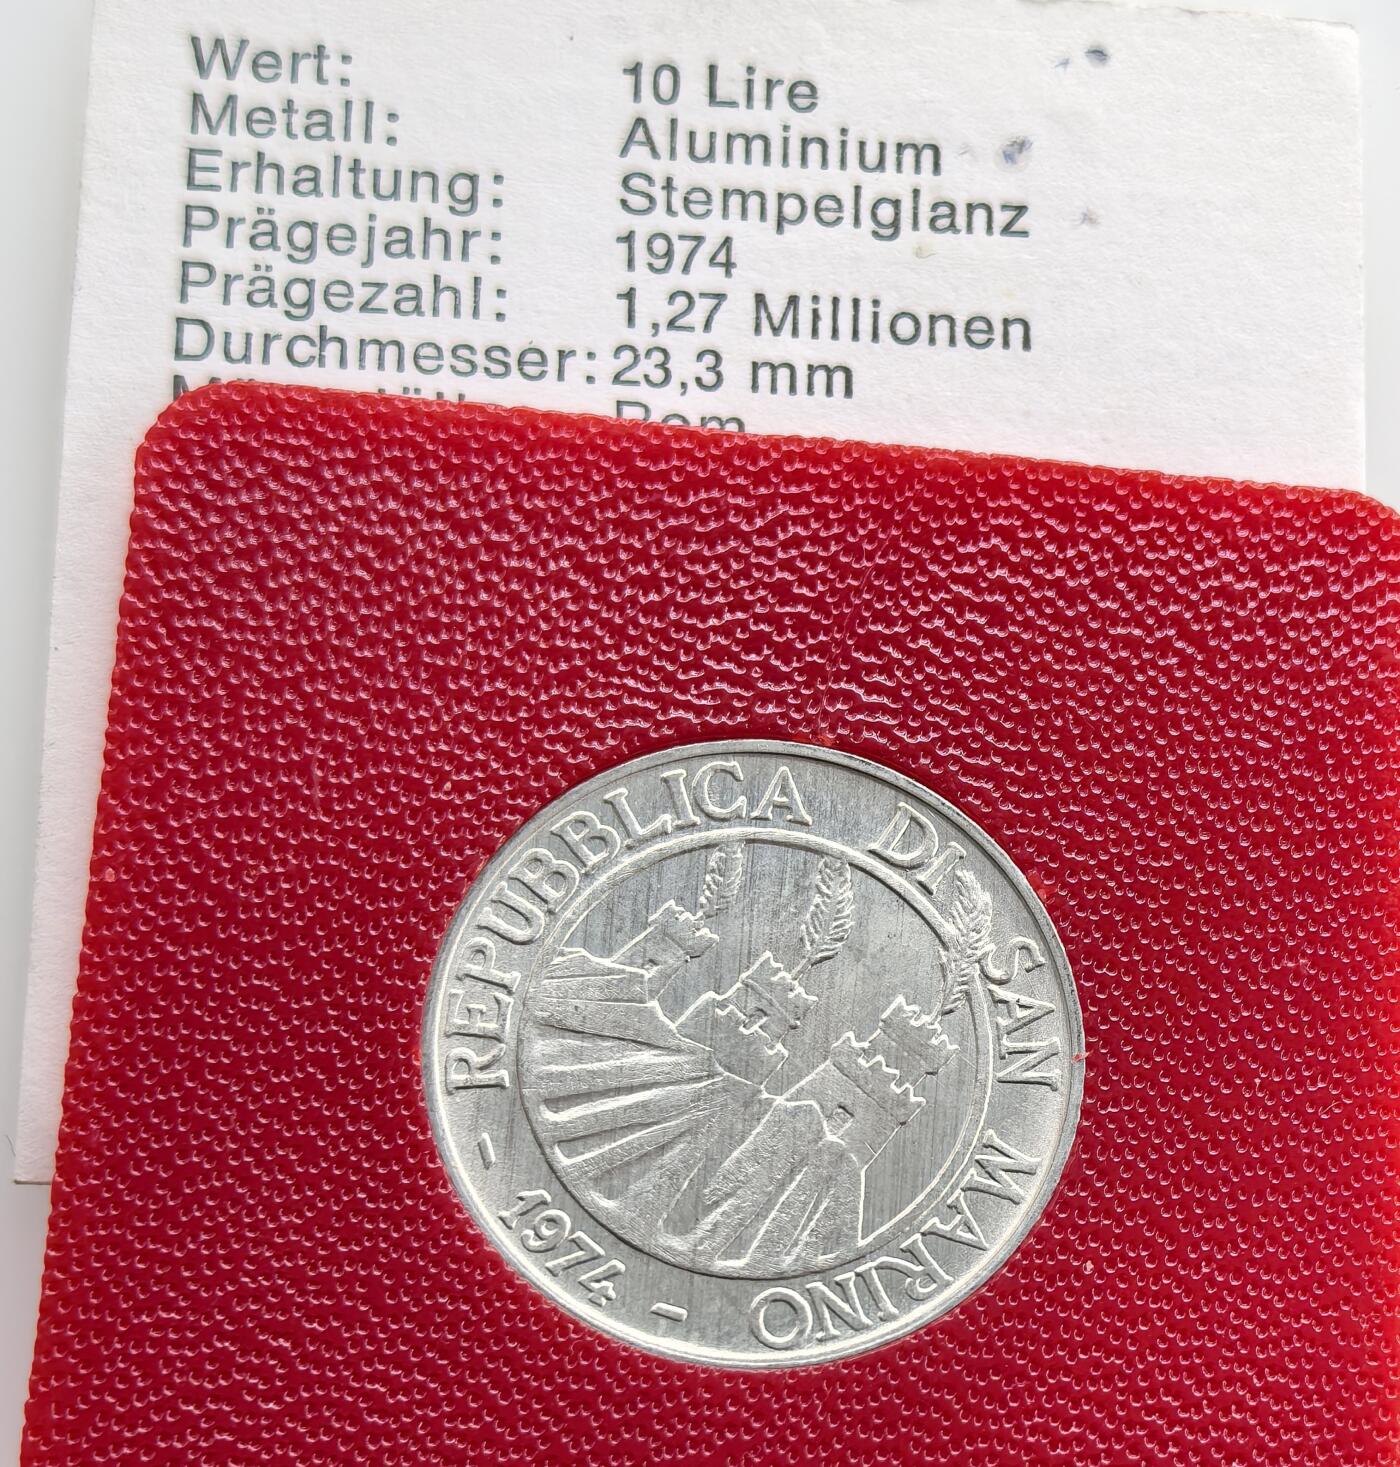 Wert: 10 Lire
Metall: Aluminium
Erhaltung: Stempelglanz
Prägejahr: 1974
Prägezahl: 1,27 Millionen
Durchmesser: 23,3 mm
Rom
REPUBBLICA DI SAN MARINO
- 1974 -